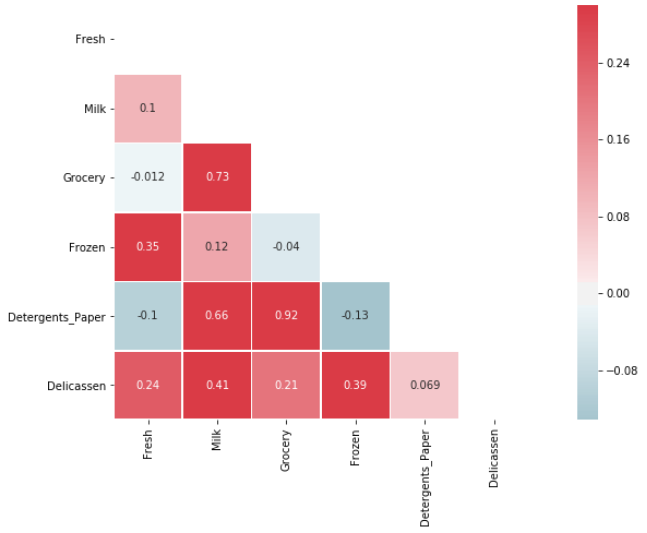 Fresh
Milk
0.1
Grocery
-0.012 0.73
Frozen
0.35 0.12 -0.04
Detergents_Paper
-0.1 0.66 0.92 -0.13
Delicassen
0.24 0.41 0.21 0.39 0.069
Fresh
Milk
Grocery
Frozen
Detergents_Paper
Delicassen
0.24
0.16
0.08
0.00
-0.08